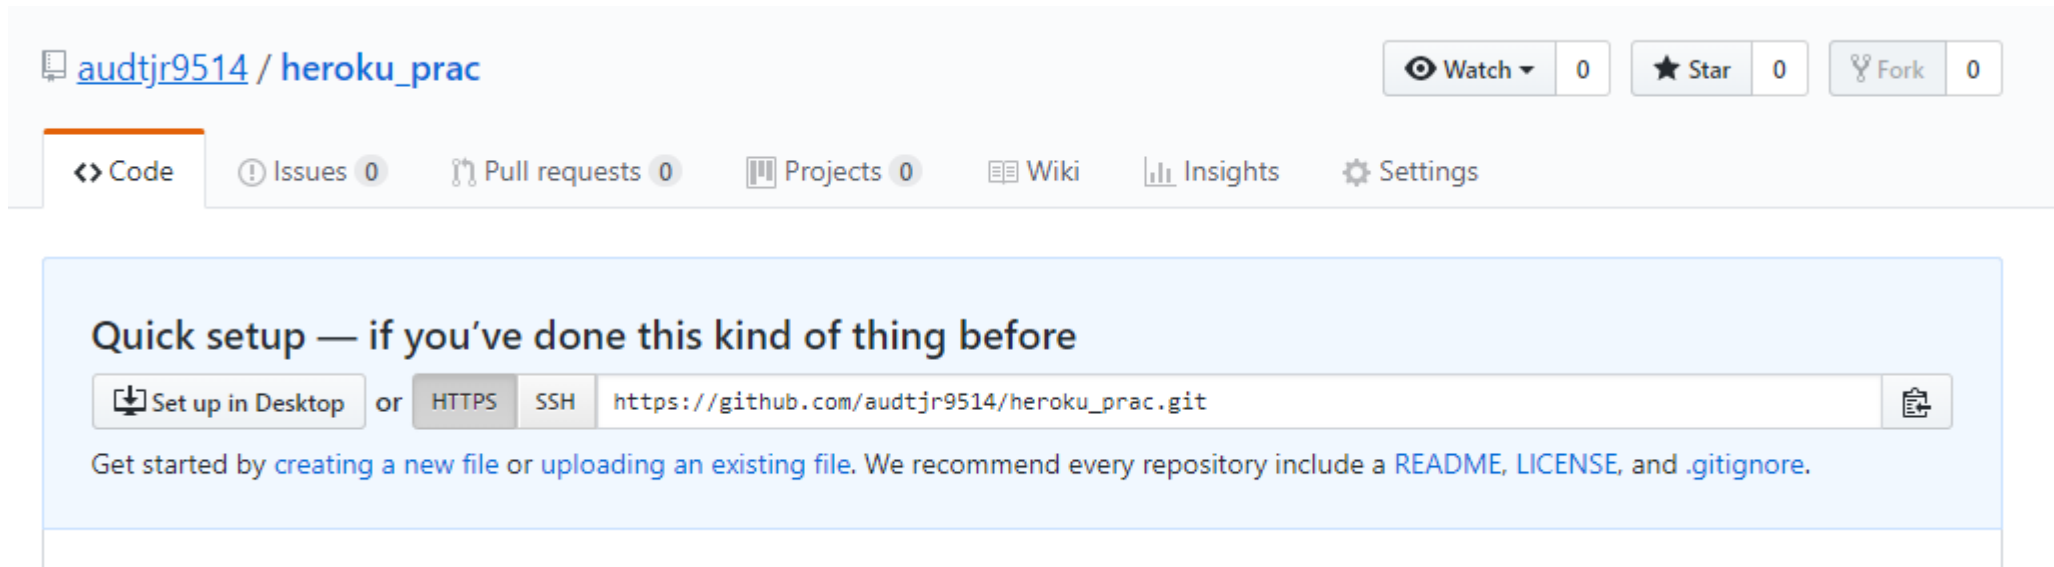 audtjr9514 / heroku_prac Watch 0 Star 0 Fork 0
<> Code Issues 0 Pull requests 0 Projects 0 Wiki Insights Settings
Quick setup — if you’ve done this kind of thing before
Set up in Desktop or HTTPS SSH https://github.com/audtjr9514/heroku_prac.git
Get started by creating a new file or uploading an existing file. We recommend every repository include a README, LICENSE, and .gitignore.